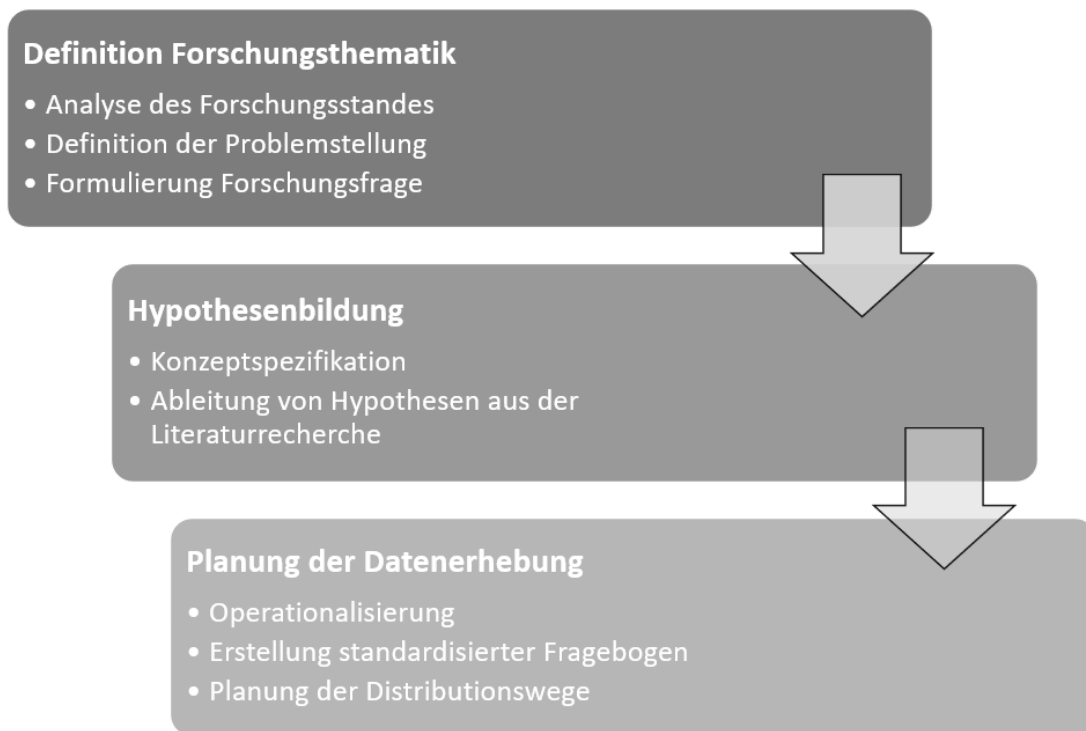 Definition Forschungsthematik
• Analyse des Forschungsstandes
• Definition der Problemstellung
• Formulierung Forschungsfrage
Hypothesenbildung
• Konzeptspezifikation
• Ableitung von Hypothesen aus der
Literaturrecherche
Planung der Datenerhebung
• Operationalisierung
• Erstellung standardisierter Fragebogen
• Planung der Distributionswege